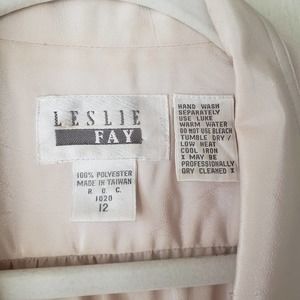 LESLIE
FAY
100% POLYESTER
MADE IN TAIWAN
R. O. C.
1020
12
HAND WASH
SEPARATELY
USE LUKE
WARM WATER
DO NOT USE BLEACH
TUMBLE DRY/
LOW HEAT
COOL IRON
X MAY BE
PROFESSIONALLY
DRY CLEANED X